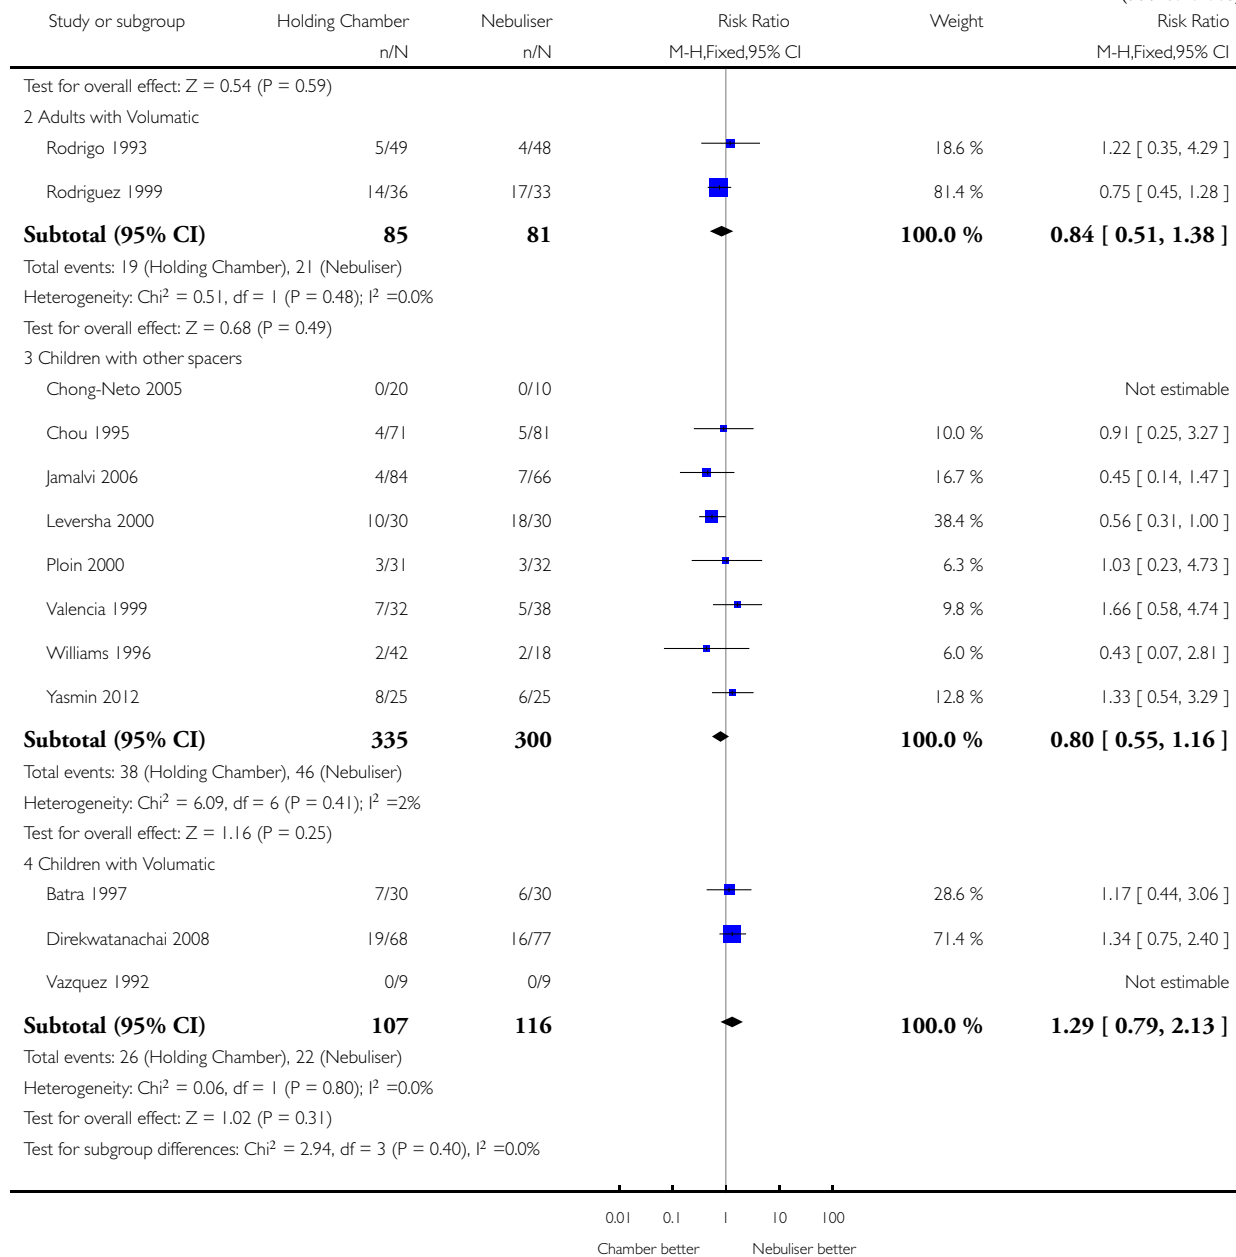 Study or subgroup Holding Chamber Nebuliser Risk Ratio Weight Risk Ratio
n/N n/N M-H,Fixed,95% CI M-H,Fixed,95% CI
Test for overall effect: Z = 0.54 (P = 0.59)
2 Adults with Volumatic
Rodrigo 1993 5/49 4/48 18.6 % 1.22 [ 0.35, 4.29 ]
Rodriguez 1999 14/36 17/33 81.4 % 0.75 [ 0.45, 1.28 ]
Subtotal (95% CI) 85 81 100.0 % 0.84 [ 0.51, 1.38 ]
Total events: 19 (Holding Chamber), 21 (Nebuliser)
Heterogeneity: Chi² = 0.51, df = 1 (P = 0.48); I² =0.0%
Test for overall effect: Z = 0.68 (P = 0.49)
3 Children with other spacers
Chong-Neto 2005 0/20 0/10 Not estimable
Chou 1995 4/71 5/81 10.0 % 0.91 [ 0.25, 3.27 ]
Jamalvi 2006 4/84 7/66 16.7 % 0.45 [ 0.14, 1.47 ]
Leversha 2000 10/30 18/30 38.4 % 0.56 [ 0.31, 1.00 ]
Ploin 2000 3/31 3/32 6.3 % 1.03 [ 0.23, 4.73 ]
Valencia 1999 7/32 5/38 9.8 % 1.66 [ 0.58, 4.74 ]
Williams 1996 2/42 2/18 6.0 % 0.43 [ 0.07, 2.81 ]
Yasmin 2012 8/25 6/25 12.8 % 1.33 [ 0.54, 3.29 ]
Subtotal (95% CI) 335 300 100.0 % 0.80 [ 0.55, 1.16 ]
Total events: 38 (Holding Chamber), 46 (Nebuliser)
Heterogeneity: Chi² = 6.09, df = 6 (P = 0.41); I² =2%
Test for overall effect: Z = 1.16 (P = 0.25)
4 Children with Volumatic
Batra 1997 7/30 6/30 28.6 % 1.17 [ 0.44, 3.06 ]
Direkwatanachai 2008 19/68 16/77 71.4 % 1.34 [ 0.75, 2.40 ]
Vazquez 1992 0/9 0/9 Not estimable
Subtotal (95% CI) 107 116 100.0 % 1.29 [ 0.79, 2.13 ]
Total events: 26 (Holding Chamber), 22 (Nebuliser)
Heterogeneity: Chi² = 0.06, df = 1 (P = 0.80); I² =0.0%
Test for overall effect: Z = 1.02 (P = 0.31)
Test for subgroup differences: Chi² = 2.94, df = 3 (P = 0.40), I² =0.0%
0.01 0.1 1 10 100
Chamber better Nebuliser better